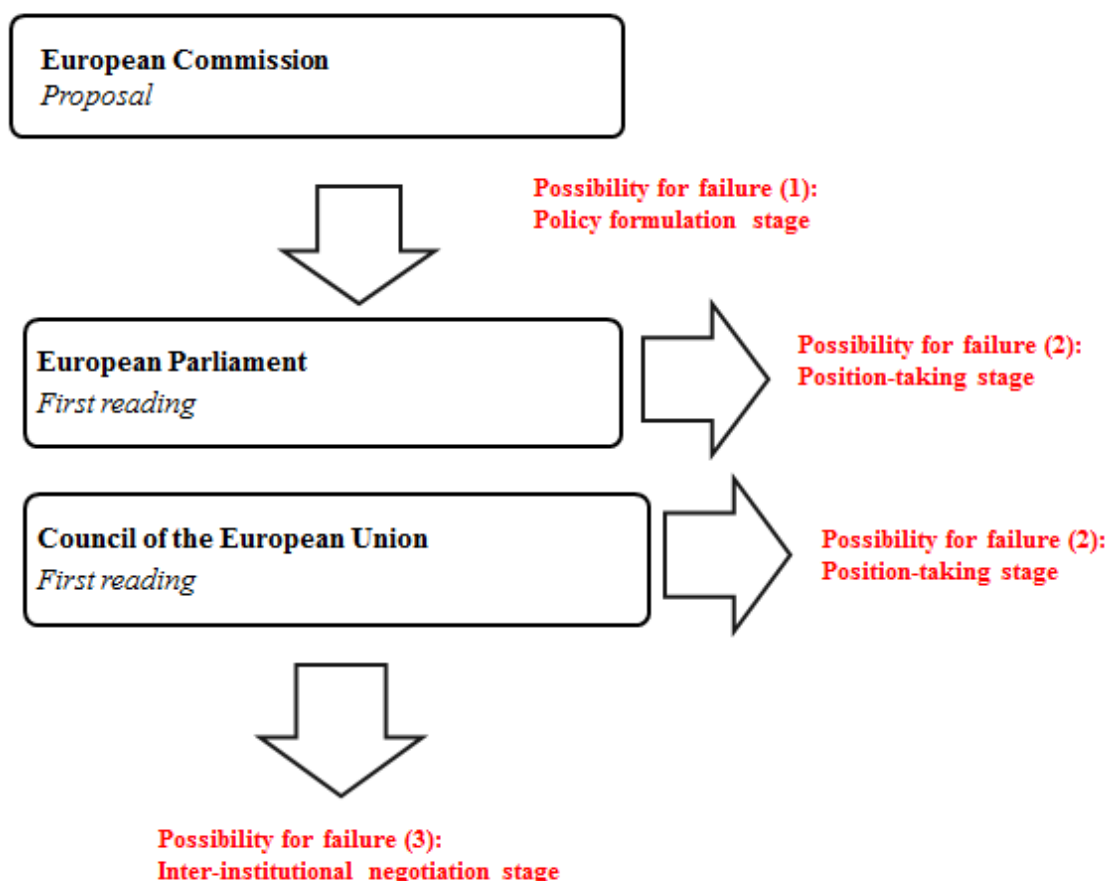 European Commission
Proposal
Possibility for failure (1):
Policy formulation stage
European Parliament
First reading
Possibility for failure (2):
Position-taking stage
Council of the European Union
First reading
Possibility for failure (2):
Position-taking stage
Possibility for failure (3):
Inter-institutional negotiation stage